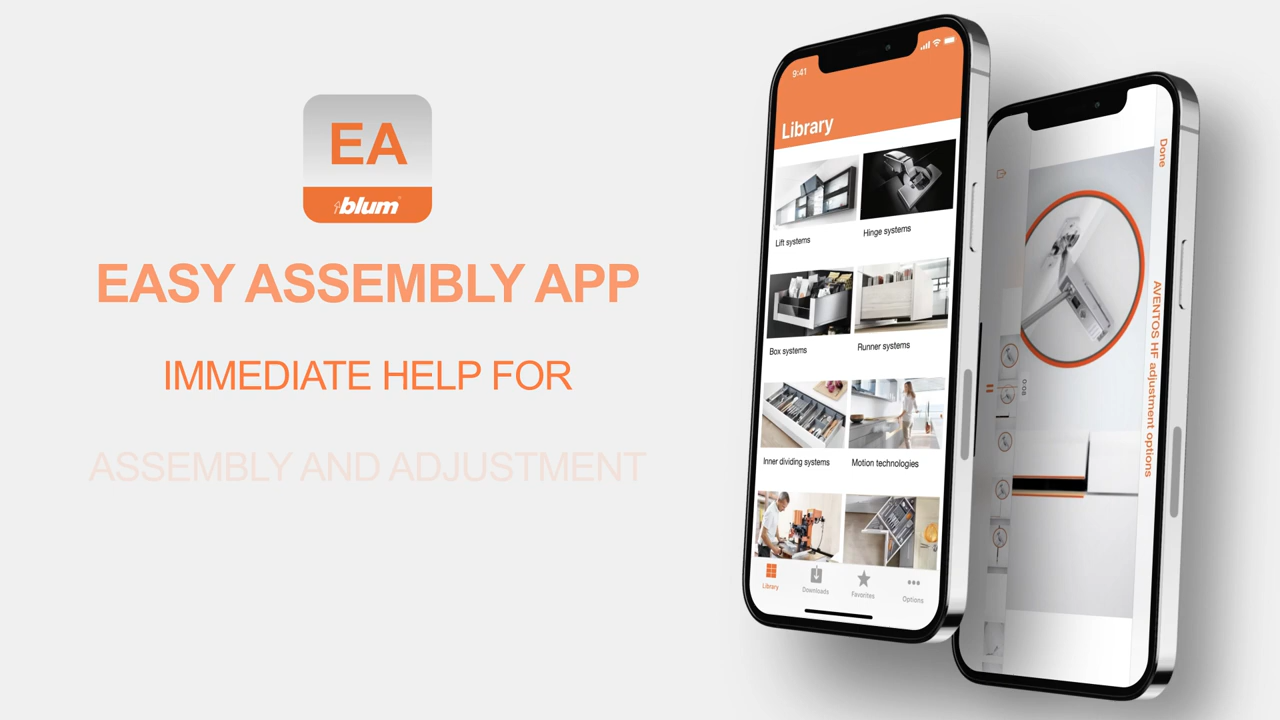 EA
blum
EASY ASSEMBLY APP
IMMEDIATE HELP FOR
ASSEMBLY AND ADJUSTMENT
9:41
Library
Lift systems
Hinge systems
Box systems
Runner systems
Inner dividing systems
Motion technologies
Library
Downloads
Favorites
Options
Done
AVENTOS HF adjustment options